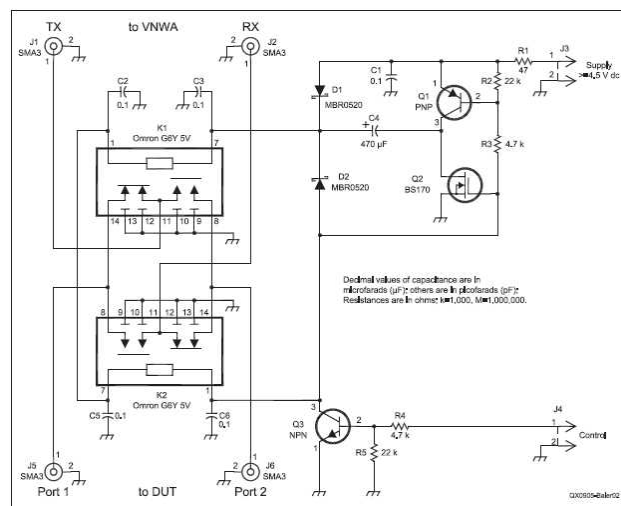 TX
to VNWA
RX
J1
SMA3
2
1
J2
SMA3
2
1
C2
0.1
C3
0.1
K1
Omron G6Y 5V
1
7
14
13
12
11
10
9
8
D1
MBR0520
C1
0.1
C4
+
470 µF
D2
MBR0520
Q1
PNP
1
2
3
R1
47
R2
22 k
R3
4.7 k
J3
1
2
Supply
>=4.5 V dc
Q2
BS170
Decimal values of capacitance are in
microfarads (µF); others are in picofarads (pF);
Resistances are in ohms; k=1,000, M=1,000,000.
8
9
10
11
12
13
14
7
1
K2
Omron G6Y 5V
C5
0.1
C6
0.1
Q3
NPN
3
2
1
R4
4.7 k
R5
22 k
J4
1
2
Control
J5
SMA3
1
2
Port 1
to DUT
J6
SMA3
1
2
Port 2
QX0905-Baier02